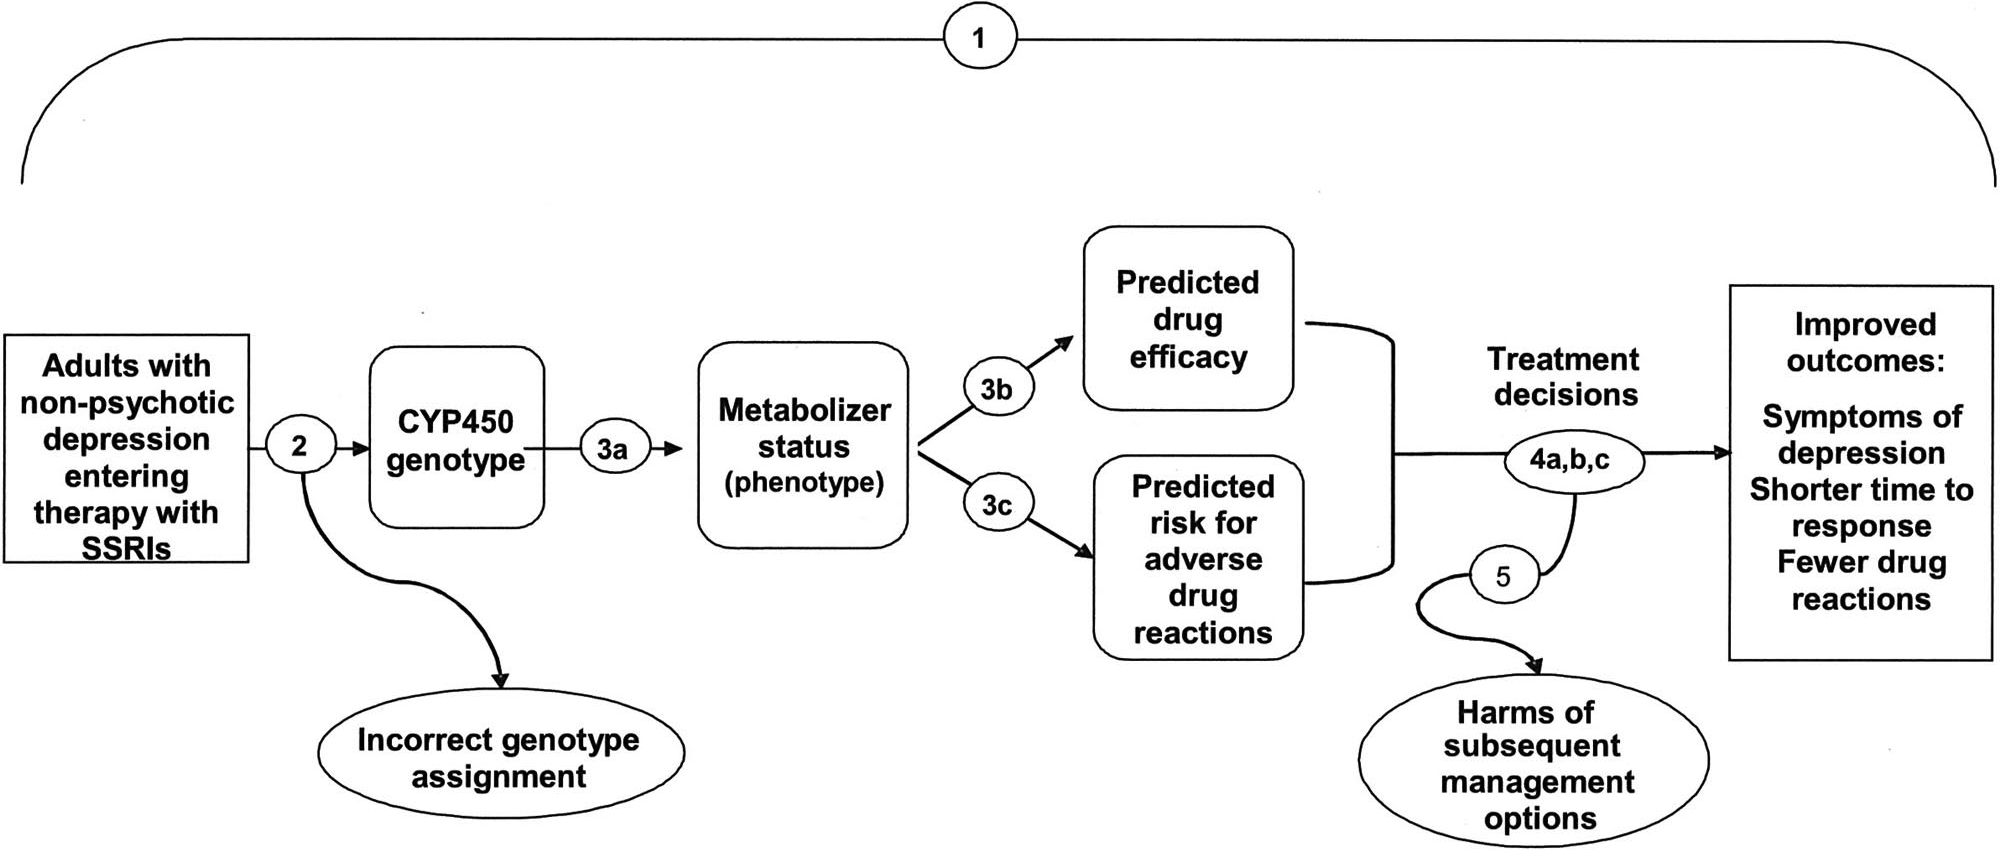 1
Adults with
non-psychotic
depression
entering
therapy with
SSRIs
2
CYP450
genotype
3a
Metabolizer
status
(phenotype)
3b
3c
Predicted
drug
efficacy
Predicted
risk for
adverse
drug
reactions
Treatment
decisions
4a,b,c
5
Improved
outcomes:
Symptoms of
depression
Shorter time to
response
Fewer drug
reactions
Incorrect genotype
assignment
Harms of
subsequent
management
options